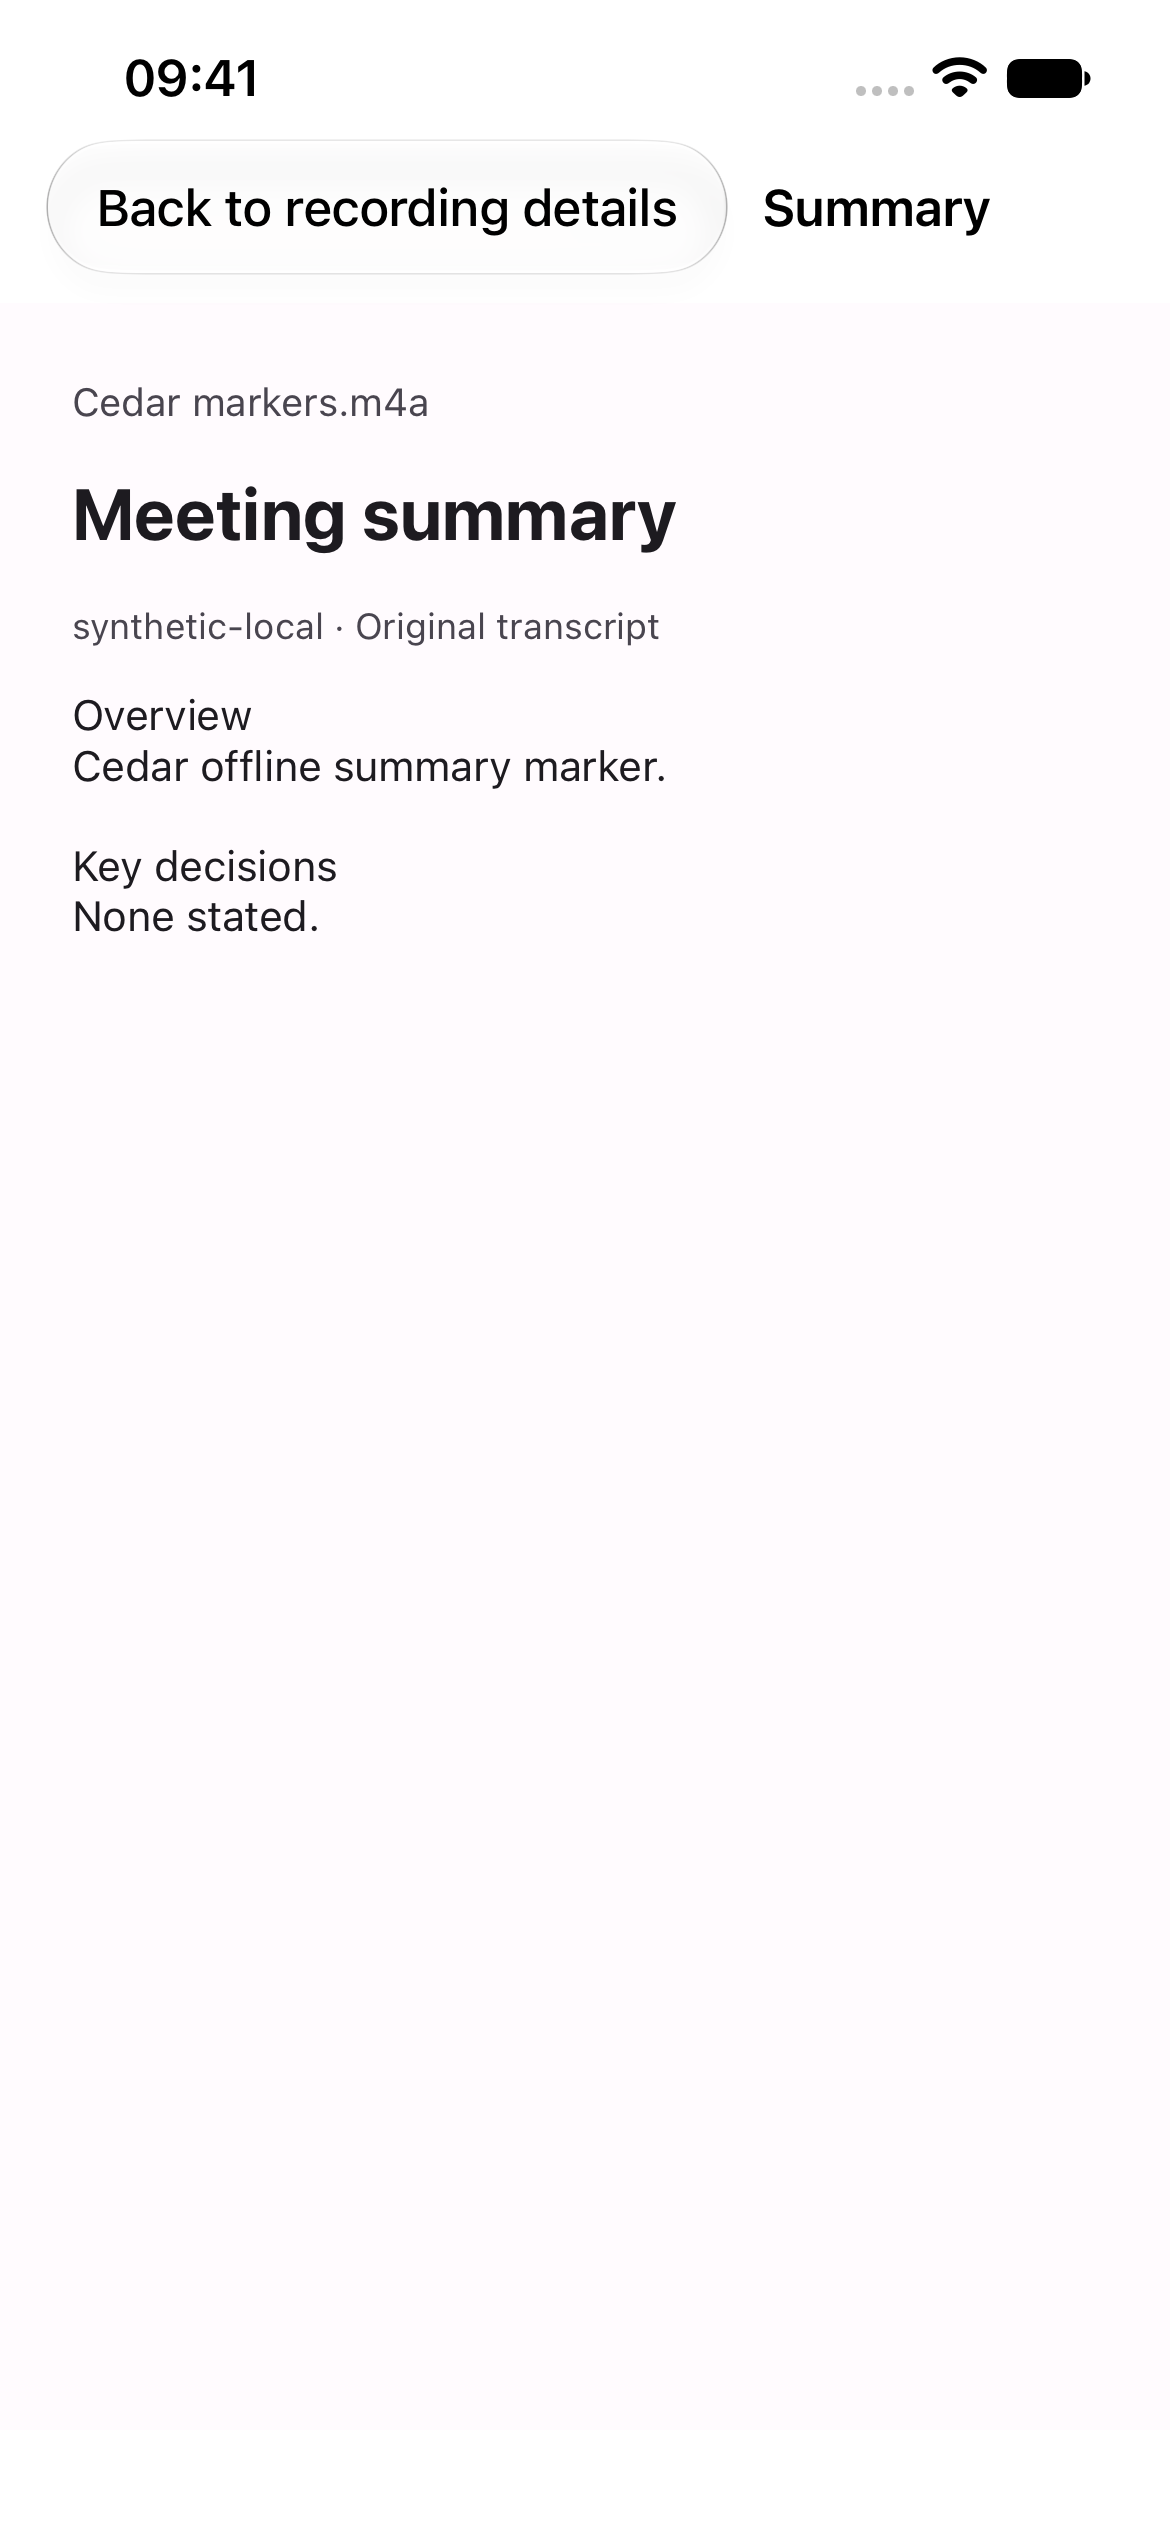 09:41
Back to recording details
Summary
Cedar markers.m4a
Meeting summary
synthetic-local · Original transcript
Overview
Cedar offline summary marker.
Key decisions
None stated.